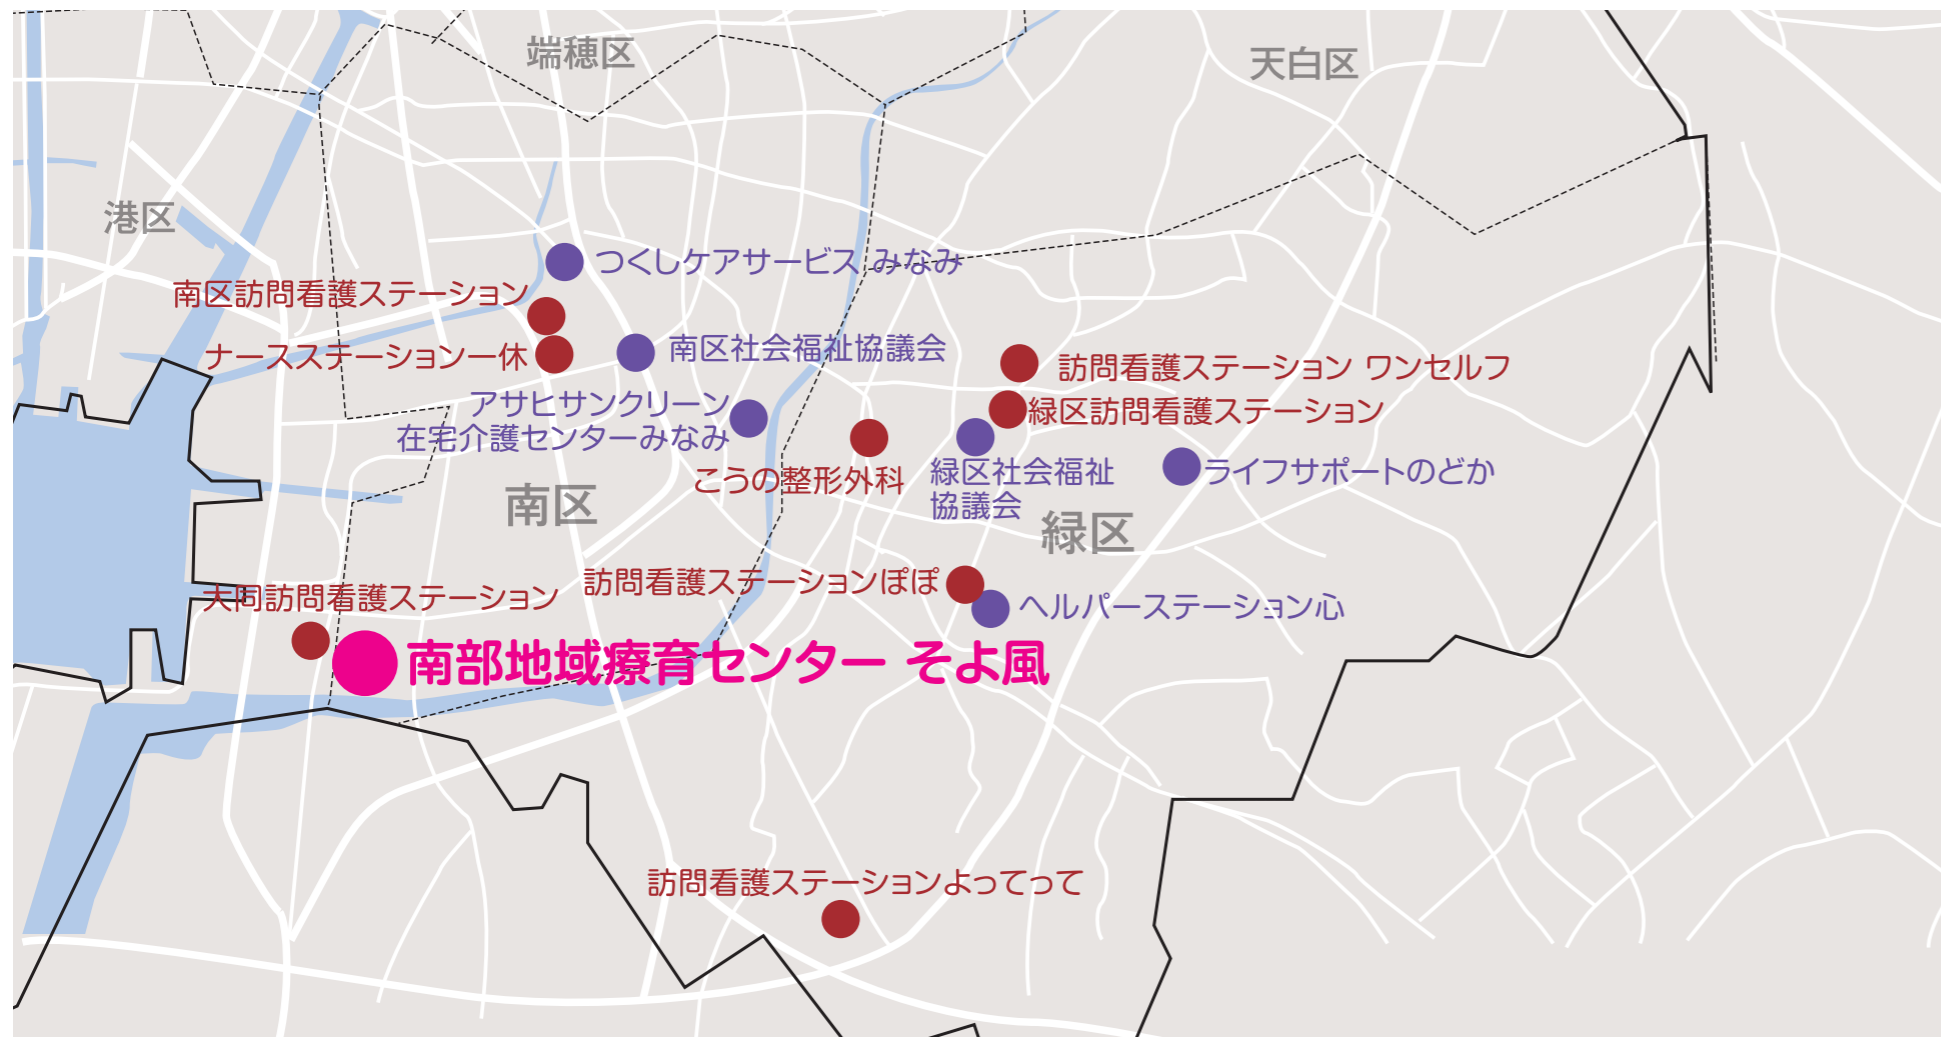 端穂区
天白区
港区
つくしケアサービス みなみ
南区訪問看護ステーション
ナースステーション一休
南区社会福祉協議会
訪問看護ステーション ワンセルフ
アサヒサンクリーン
在宅介護センターみなみ
緑区訪問看護ステーション
こうの整形外科
緑区社会福祉
協議会
ライフサポートのどか
南区
緑区
大同訪問看護ステーション
訪問看護ステーションぽぽ
ヘルパーステーション心
南部地域療育センター そよ風
訪問看護ステーションよってって